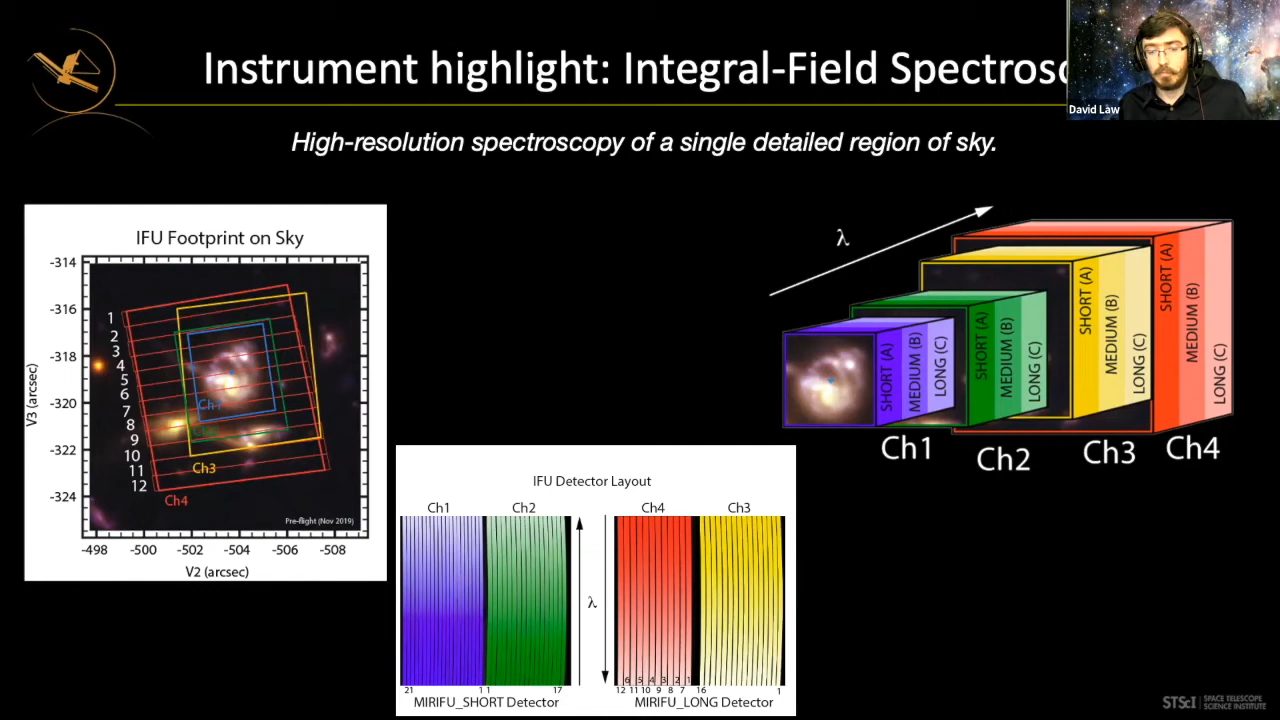 Instrument highlight: Integral-Field Spectrosc
David Law
High-resolution spectroscopy of a single detailed region of sky.
IFU Footprint on Sky
-314
-316
-318
-320
-322
-324
V3 (arcsec)
1
2
3
4
5
6
7
8
9
10
11
12
Ch1
Ch3
Ch4
Pre-flight (Nov 2019)
-498 -500 -502 -504 -506 -508
V2 (arcsec)
IFU Detector Layout
Ch1 Ch2 Ch4 Ch3
λ
6 5 4 3 2 1
21 1 1 17 12 11 10 9 8 7 16 1
MIRIFU_SHORT Detector MIRIFU_LONG Detector
λ
SHORT (A) MEDIUM (B) LONG (C)
SHORT (A) MEDIUM (B) LONG (C)
SHORT (A) MEDIUM (B) LONG (C)
SHORT (A) MEDIUM (B) LONG (C)
Ch1 Ch2 Ch3 Ch4
STScI | SPACE TELESCOPE
SCIENCE INSTITUTE